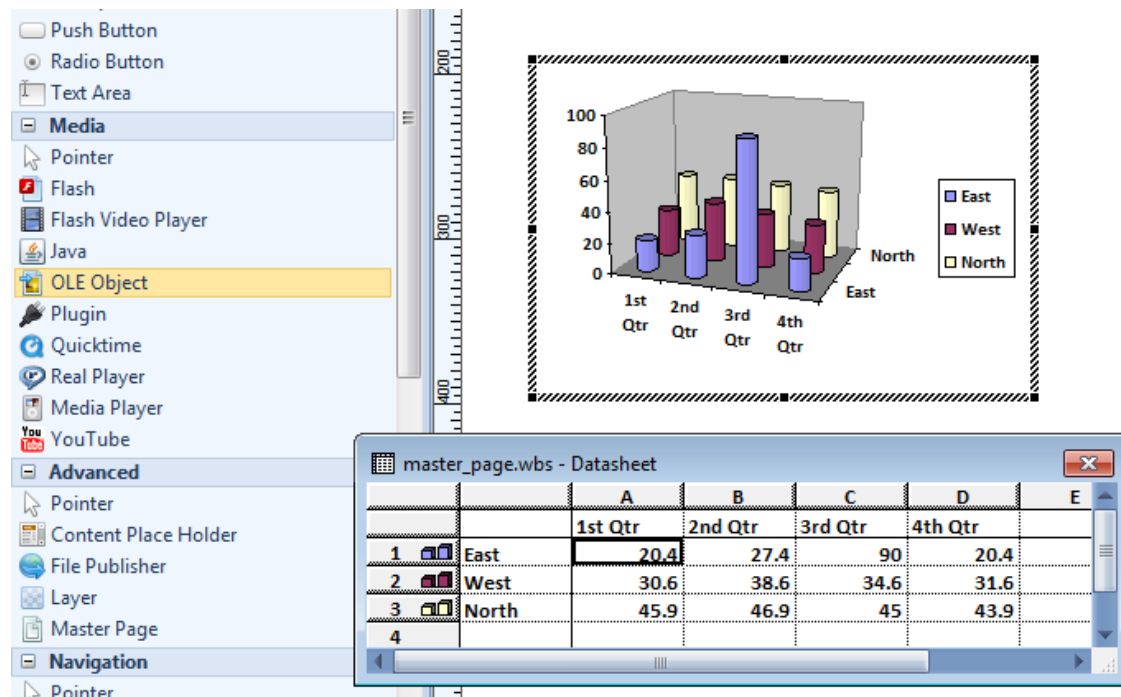 Push Button
Radio Button
Text Area
Media
Pointer
Flash
Flash Video Player
Java
OLE Object
Plugin
Quicktime
Real Player
Media Player
You Tube YouTube
Advanced
Pointer
Content Place Holder
File Publisher
Layer
Master Page
Navigation
Pointer
200
300
400
100
80
60
40
20
0
1st Qtr
2nd Qtr
3rd Qtr
4th Qtr
North
East
East
West
North
master_page.wbs - Datasheet
A B C D E
1st Qtr 2nd Qtr 3rd Qtr 4th Qtr
1 East 20.4 27.4 90 20.4
2 West 30.6 38.6 34.6 31.6
3 North 45.9 46.9 45 43.9
4